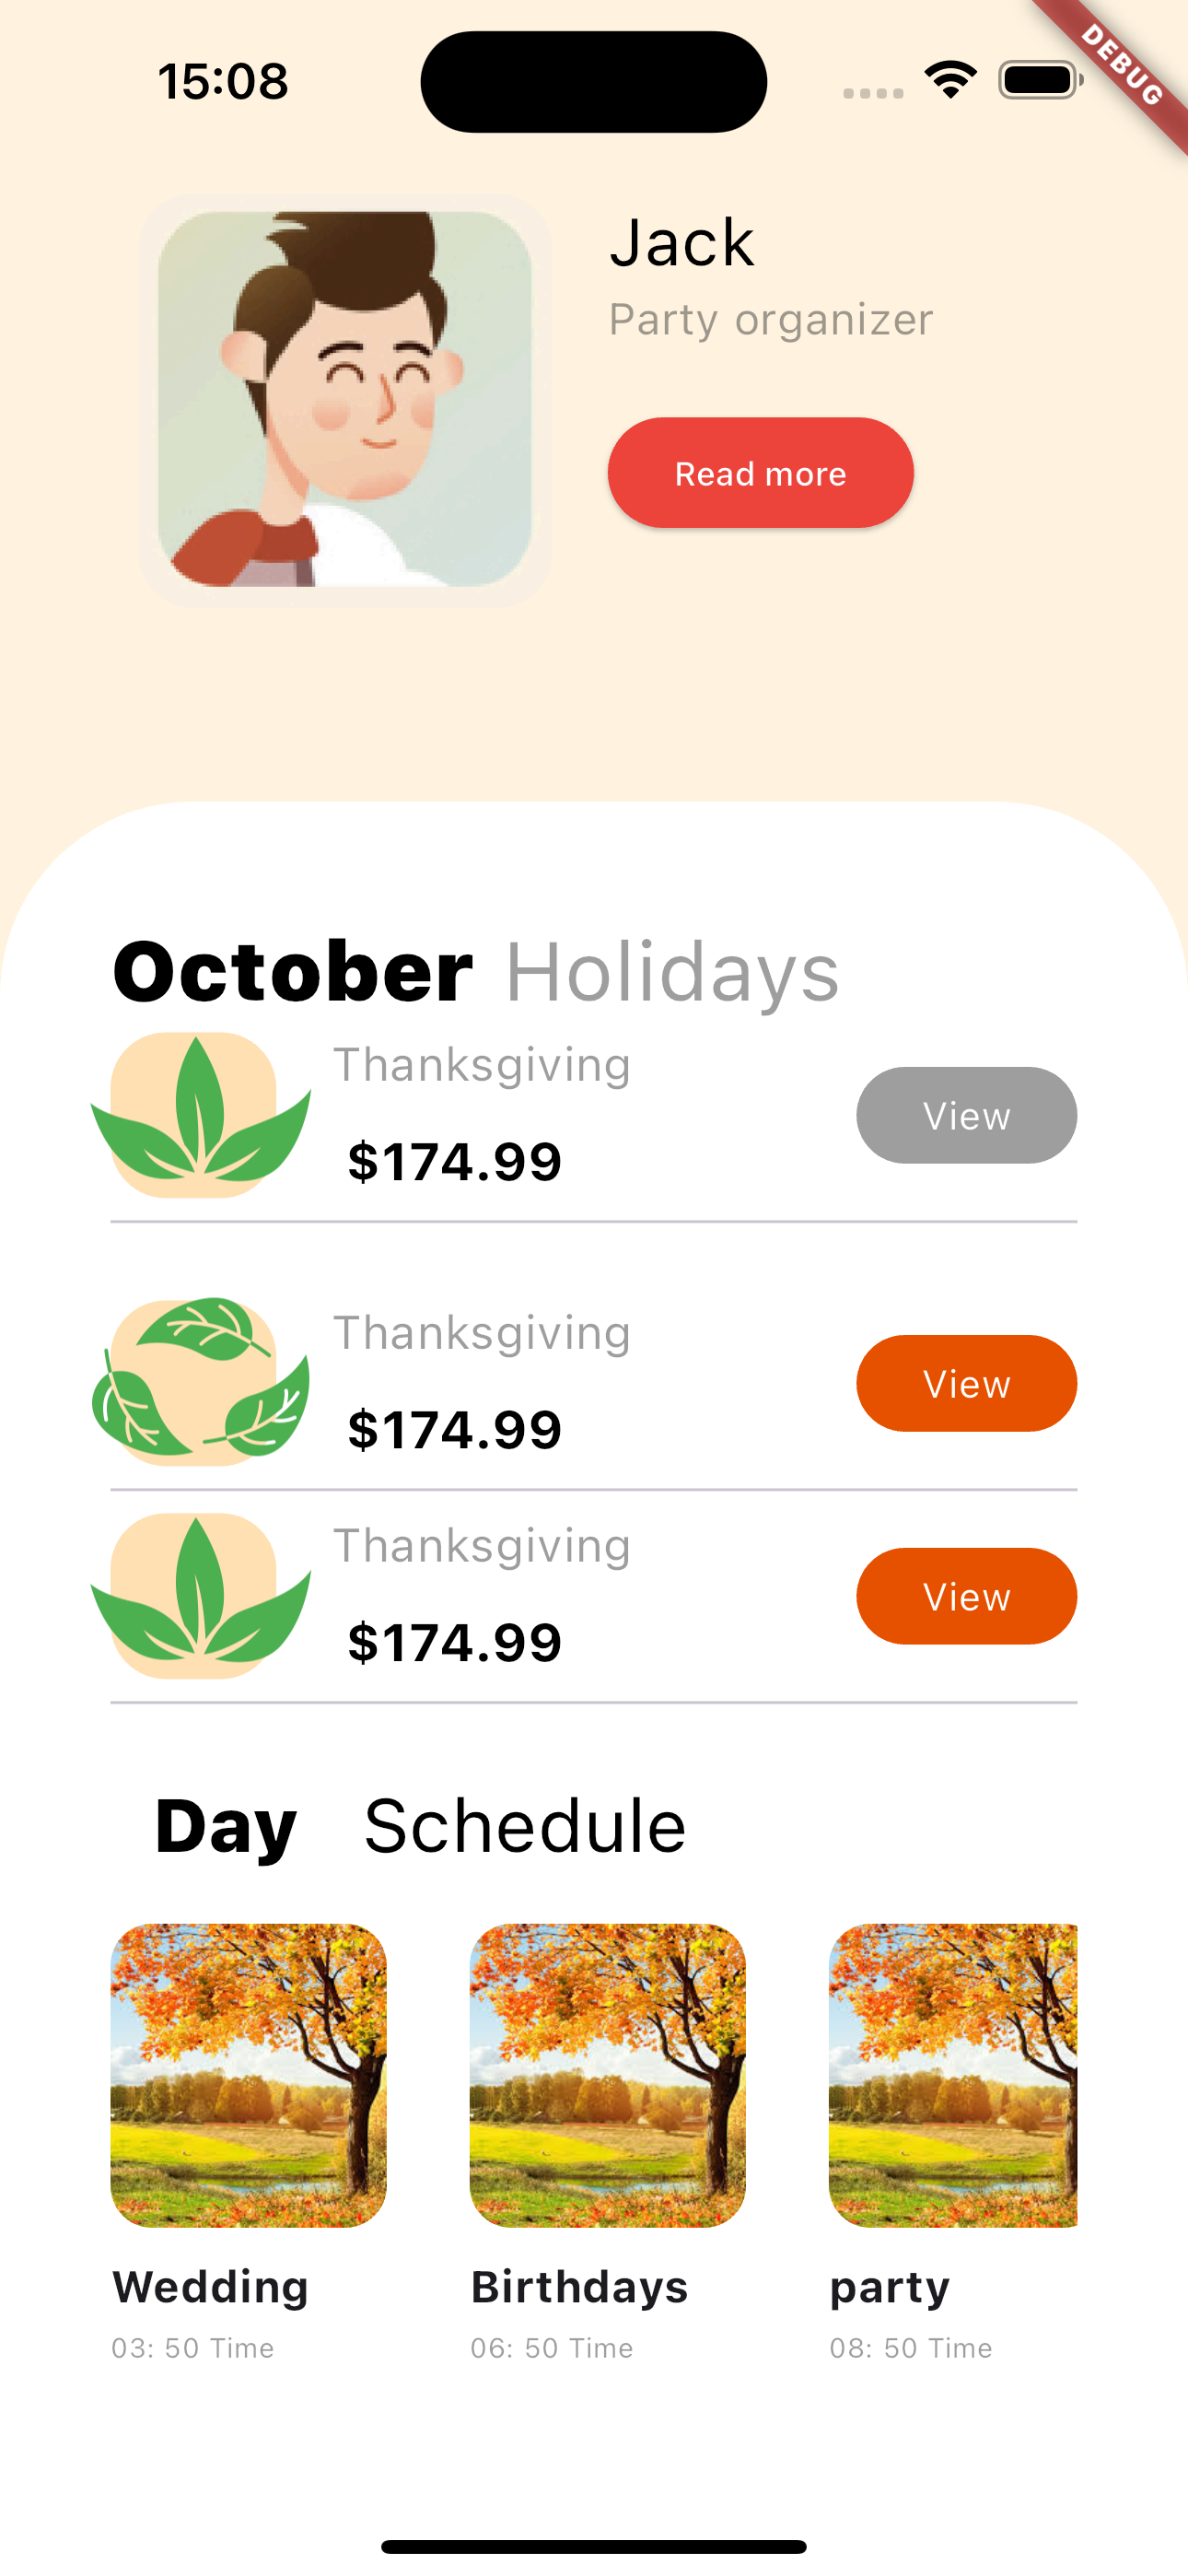 15:08
DEBUG
Jack
Party organizer
Read more
October Holidays
Thanksgiving
$174.99
View
Thanksgiving
$174.99
View
Thanksgiving
$174.99
View
Day Schedule
Wedding
03: 50 Time
Birthdays
06: 50 Time
party
08: 50 Time